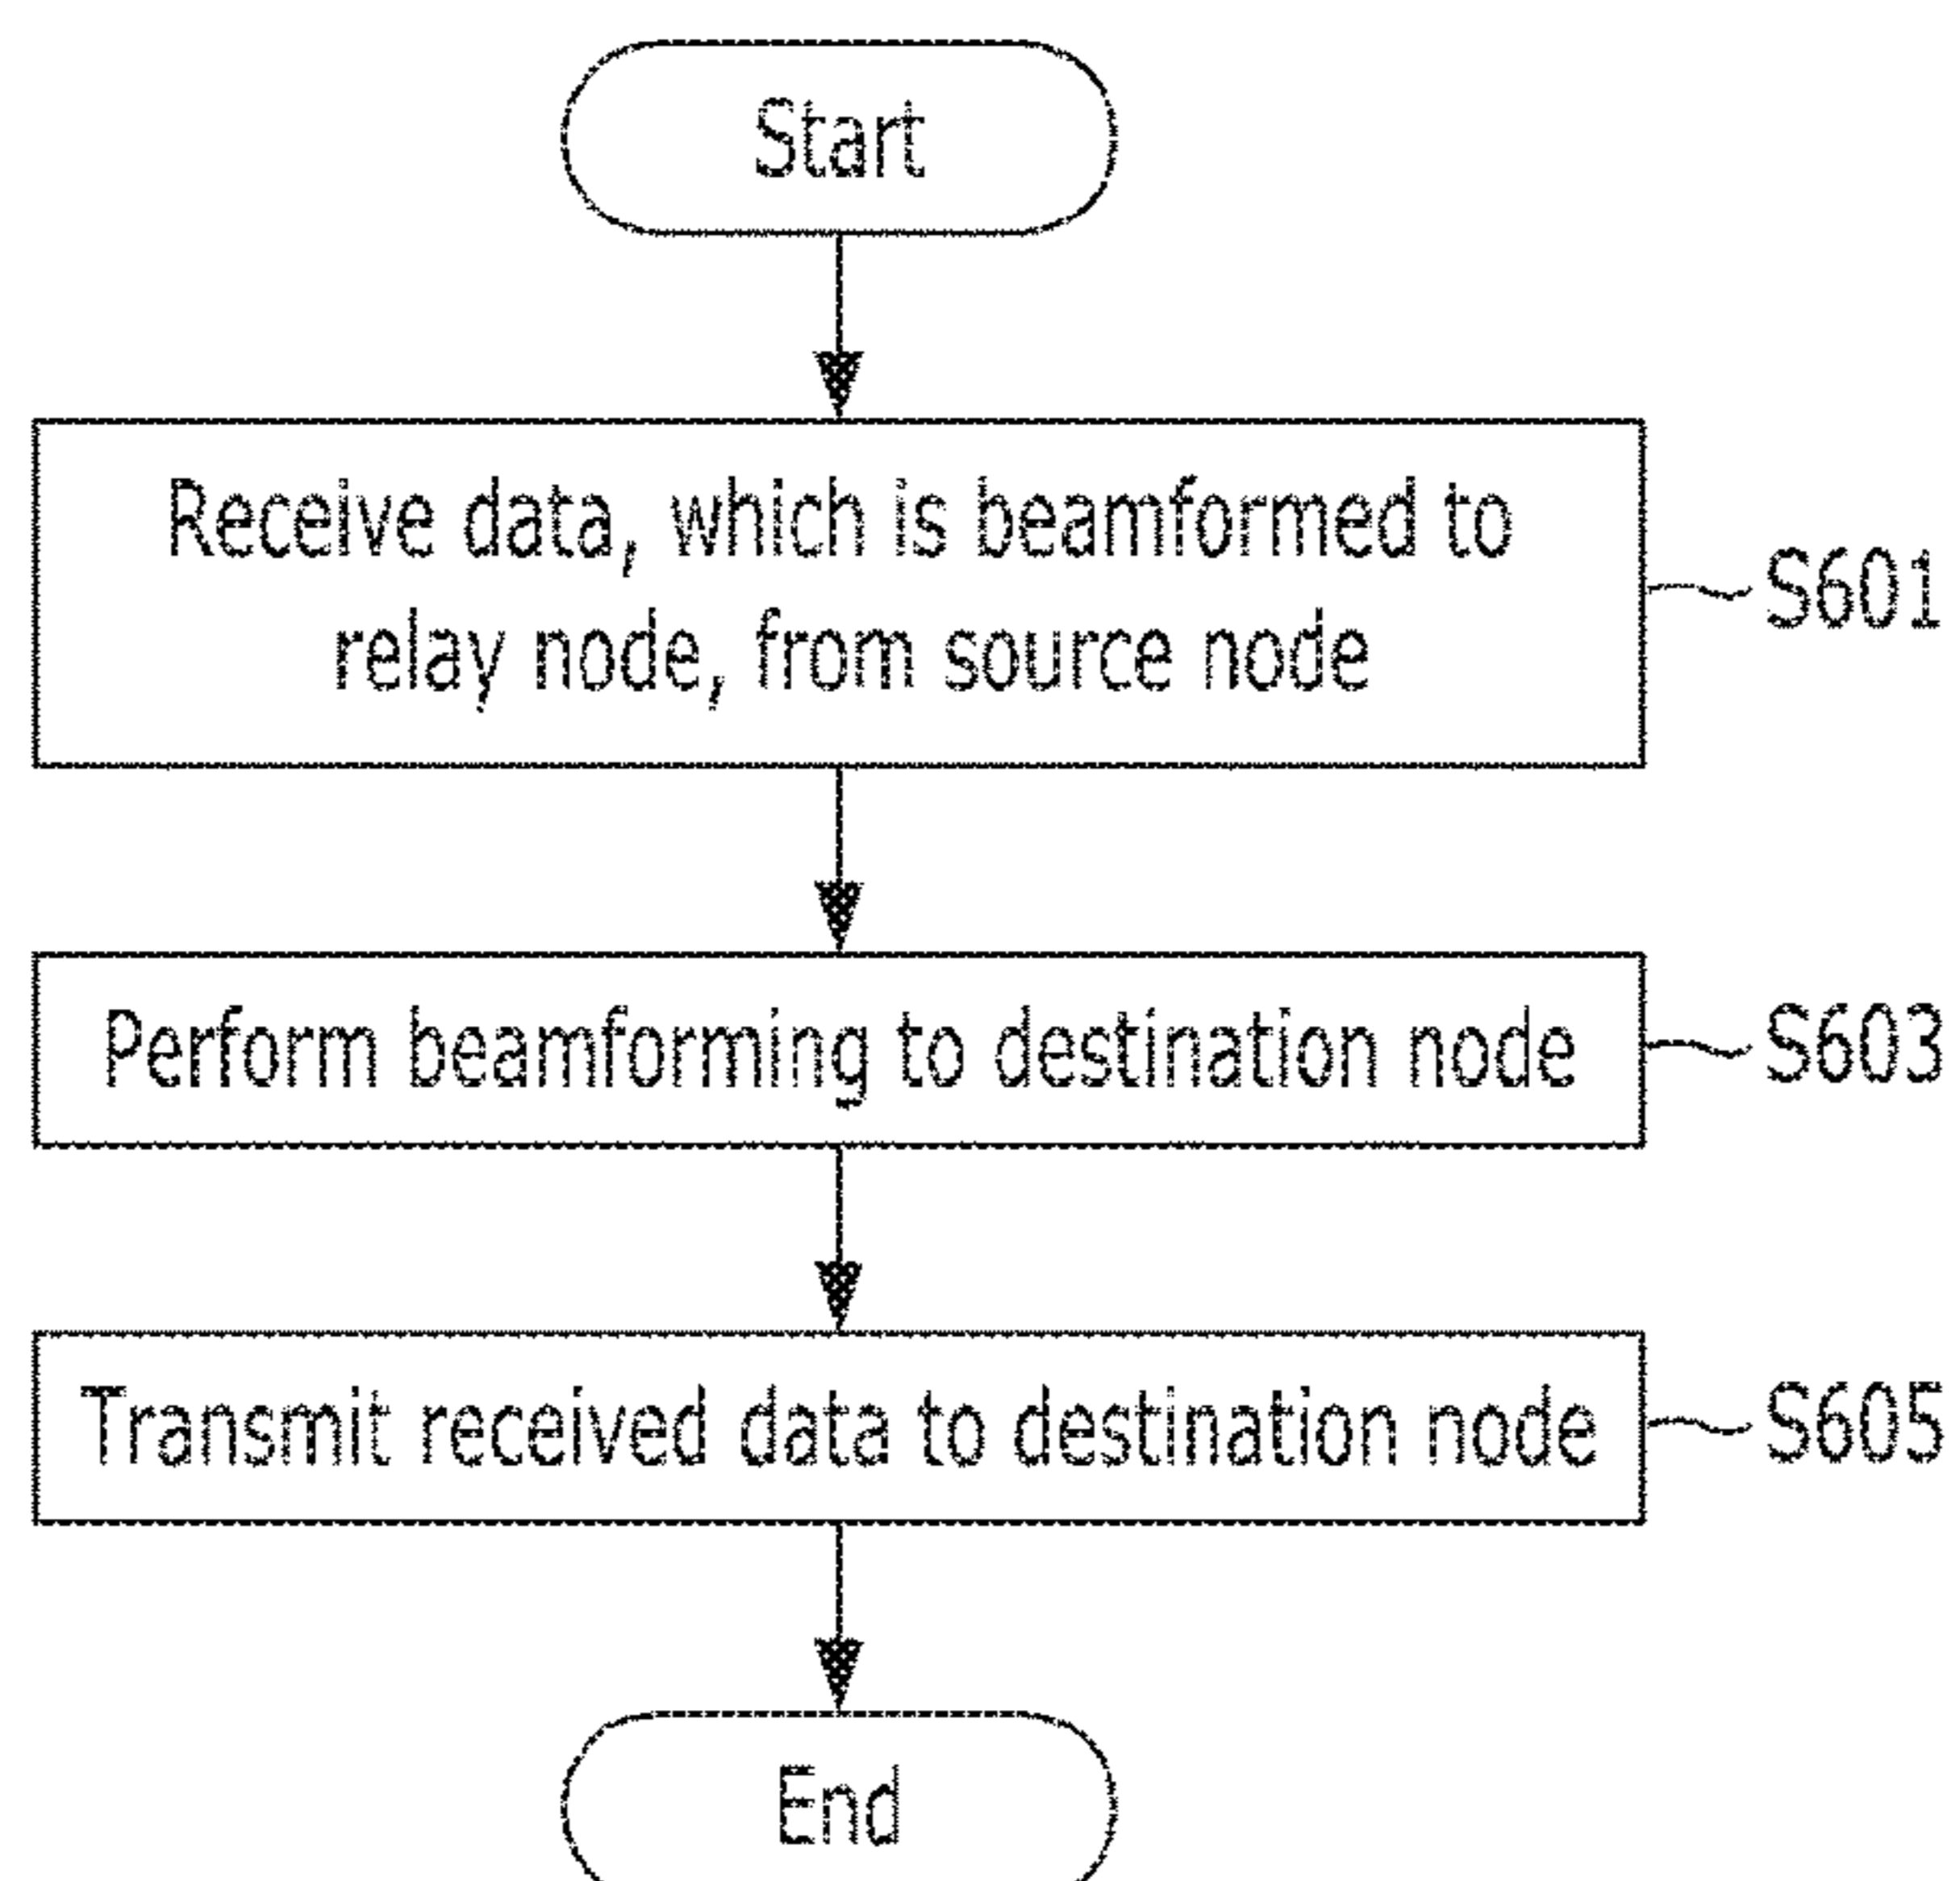 Start
Receive data, which is beamformed to
relay node, from source node
S601
Perform beamforming to destination node
S603
Transmit received data to destination node
S605
End